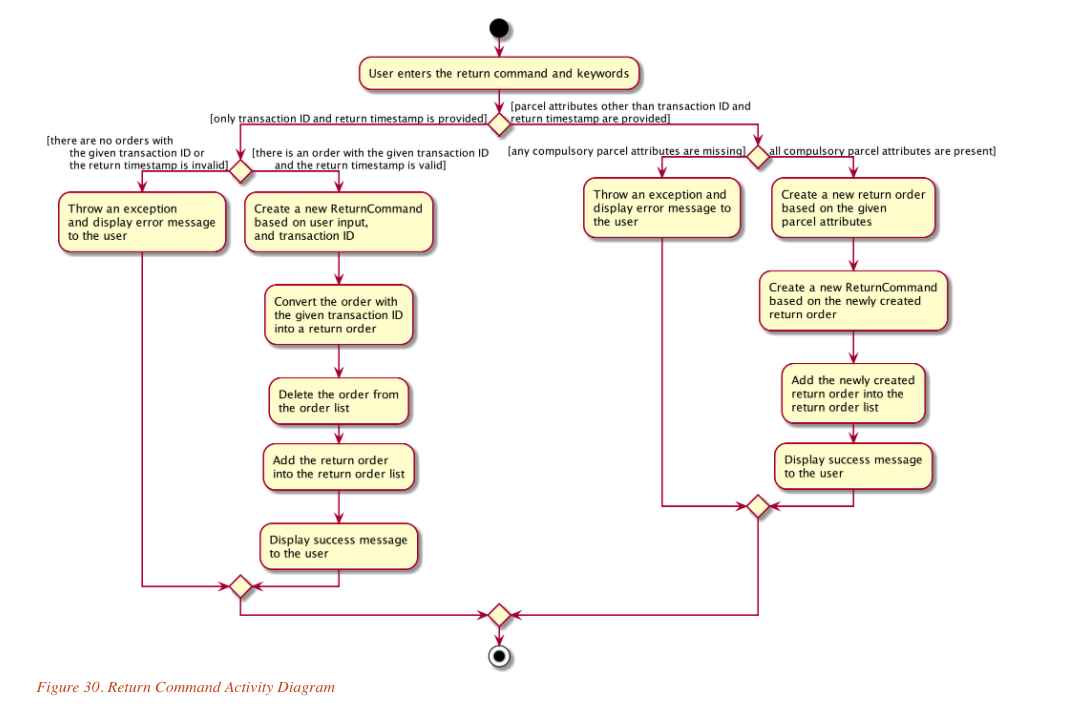 User enters the return command and keywords
[only transaction ID and return timestamp is provided]
[parcel attributes other than transaction ID and
return timestamp are provided]
[there are no orders with
the given transaction ID or
the return timestamp is invalid]
[there is an order with the given transaction ID
and the return timestamp is valid]
Throw an exception
and display error message
to the user
Create a new ReturnCommand
based on user input,
and transaction ID
Convert the order with
the given transaction ID
into a return order
Delete the order from
the order list
Add the return order
into the return order list
Display success message
to the user
[any compulsory parcel attributes are missing]
all compulsory parcel attributes are present]
Throw an exception and
display error message to
the user
Create a new return order
based on the given
parcel attributes
Create a new ReturnCommand
based on the newly created
return order
Add the newly created
return order into the
return order list
Display success message
to the user
Figure 30. Return Command Activity Diagram